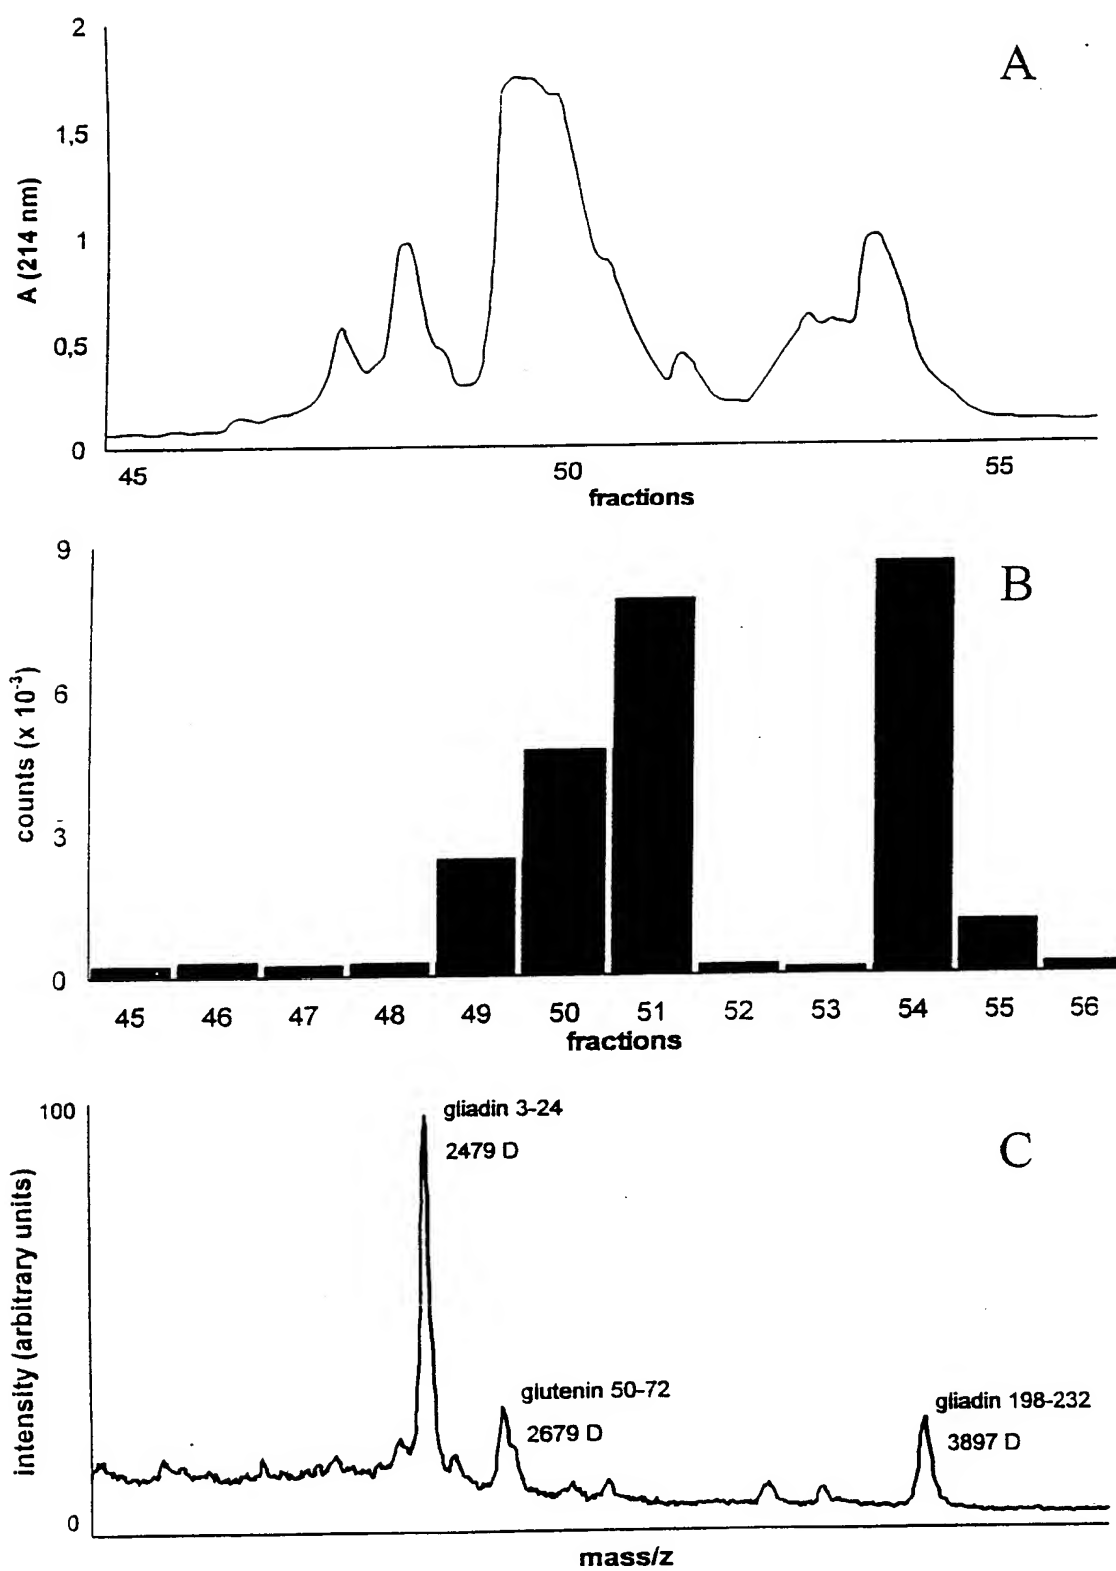 A
2
1,5
1
0,5
0
A (214 nm)
45 50 55
fractions
B
9
6
3
0
counts (x 10⁻³)
45 46 47 48 49 50 51 52 53 54 55 56
fractions
C
100
0
intensity (arbitrary units)
gliadin 3-24
2479 D
glutenin 50-72
2679 D
gliadin 198-232
3897 D
mass/z